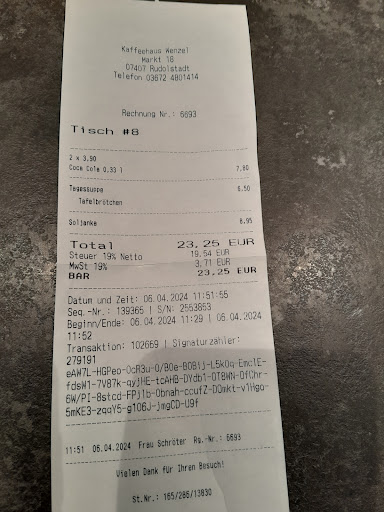 Kaffeehaus Wenzel
Markt 16
07407 Rudolstadt
Telefon 03672 4801414
Rechnung Nr.: 6693
Tisch #8
2 x 3,90
Coca Cola 0,33 l 7,80
Tagessuppe 6,50
Tafelbrötchen
Soljanka 8,95
Total 23,25 EUR
Steuer 19% Netto 19,54 EUR
MwSt 19% 3,71 EUR
BAR 23,25 EUR
Datum und Zeit: 06.04.2024 11:51:55
Seq.-Nr.: 139365 | S/N: 2553853
Beginn/Ende: 06.04.2024 11:29 | 06.04.2024
11:52
Transaktion: 102669 | Signaturzähler:
279191
11:51 06.04.2024 Frau Schröter Rg.-Nr.: 6693
Vielen Dank für Ihren Besuch!
St.Nr.: 165/286/13830